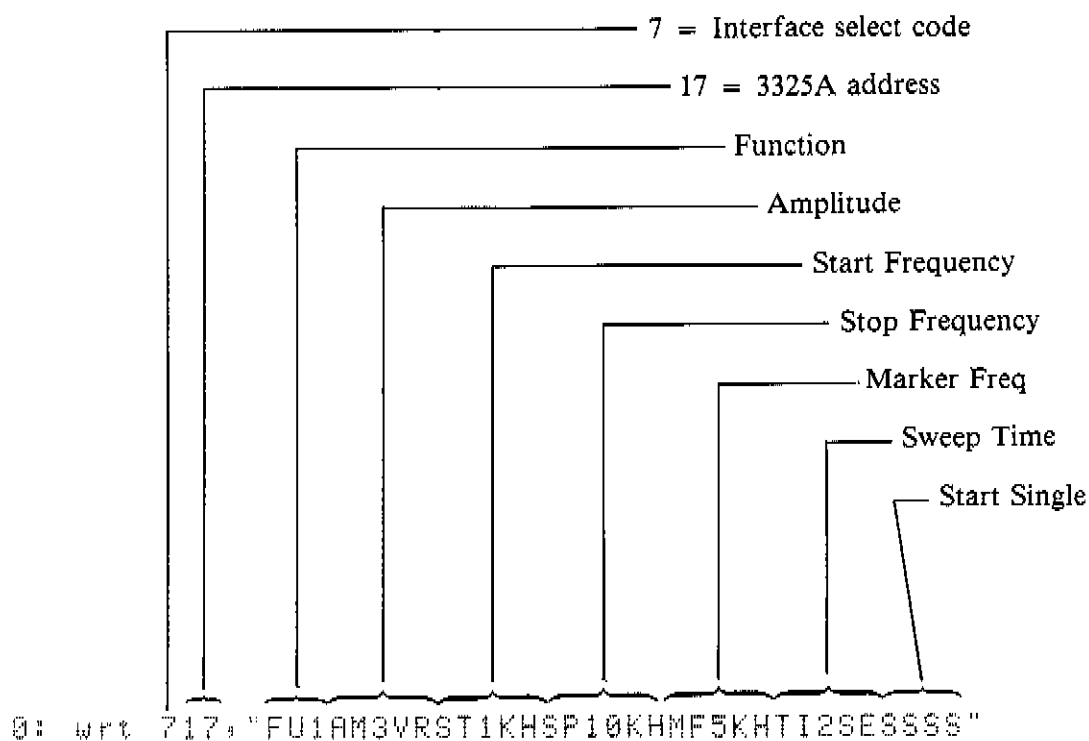 7 = Interface select code
17 = 3325A address
Function
Amplitude
Start Frequency
Stop Frequency
Marker Freq
Sweep Time
Start Single
0: wrt 717,"FU1AM3VRST1KHSP10KHMF5KHTI2SESSSS"